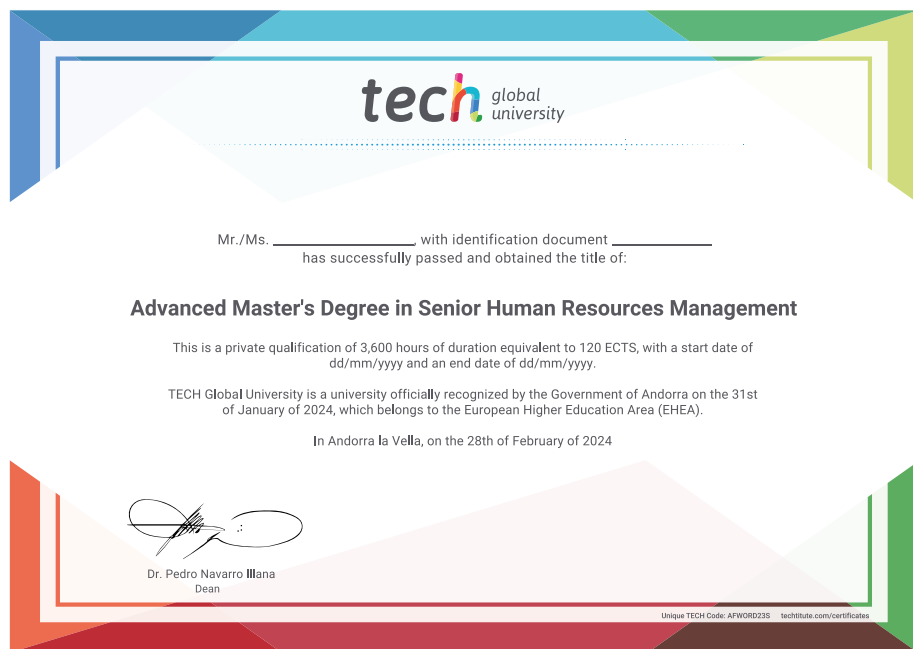 tech global
university
Mr./Ms. ____________, with identification document ____________
has successfully passed and obtained the title of:
Advanced Master's Degree in Senior Human Resources Management
This is a private qualification of 3,600 hours of duration equivalent to 120 ECTS, with a start date of
dd/mm/yyyy and an end date of dd/mm/yyyy.
TECH Global University is a university officially recognized by the Government of Andorra on the 31st
of January of 2024, which belongs to the European Higher Education Area (EHEA).
In Andorra la Vella, on the 28th of February of 2024
Dr. Pedro Navarro Illana
Dean
Unique TECH Code: AFWORD23S techtitute.com/certificates